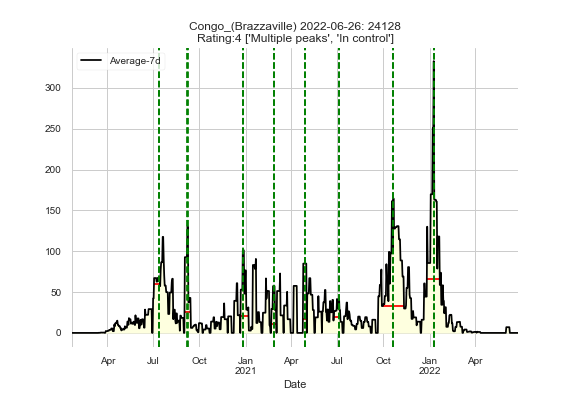 Congo_(Brazzaville) 2022-06-26: 24128
Rating:4 ['Multiple peaks', 'In control']
Average-7d
300
250
200
150
100
50
0
Apr Jul Oct Jan Apr Jul Oct Jan Apr
2021 2022
Date